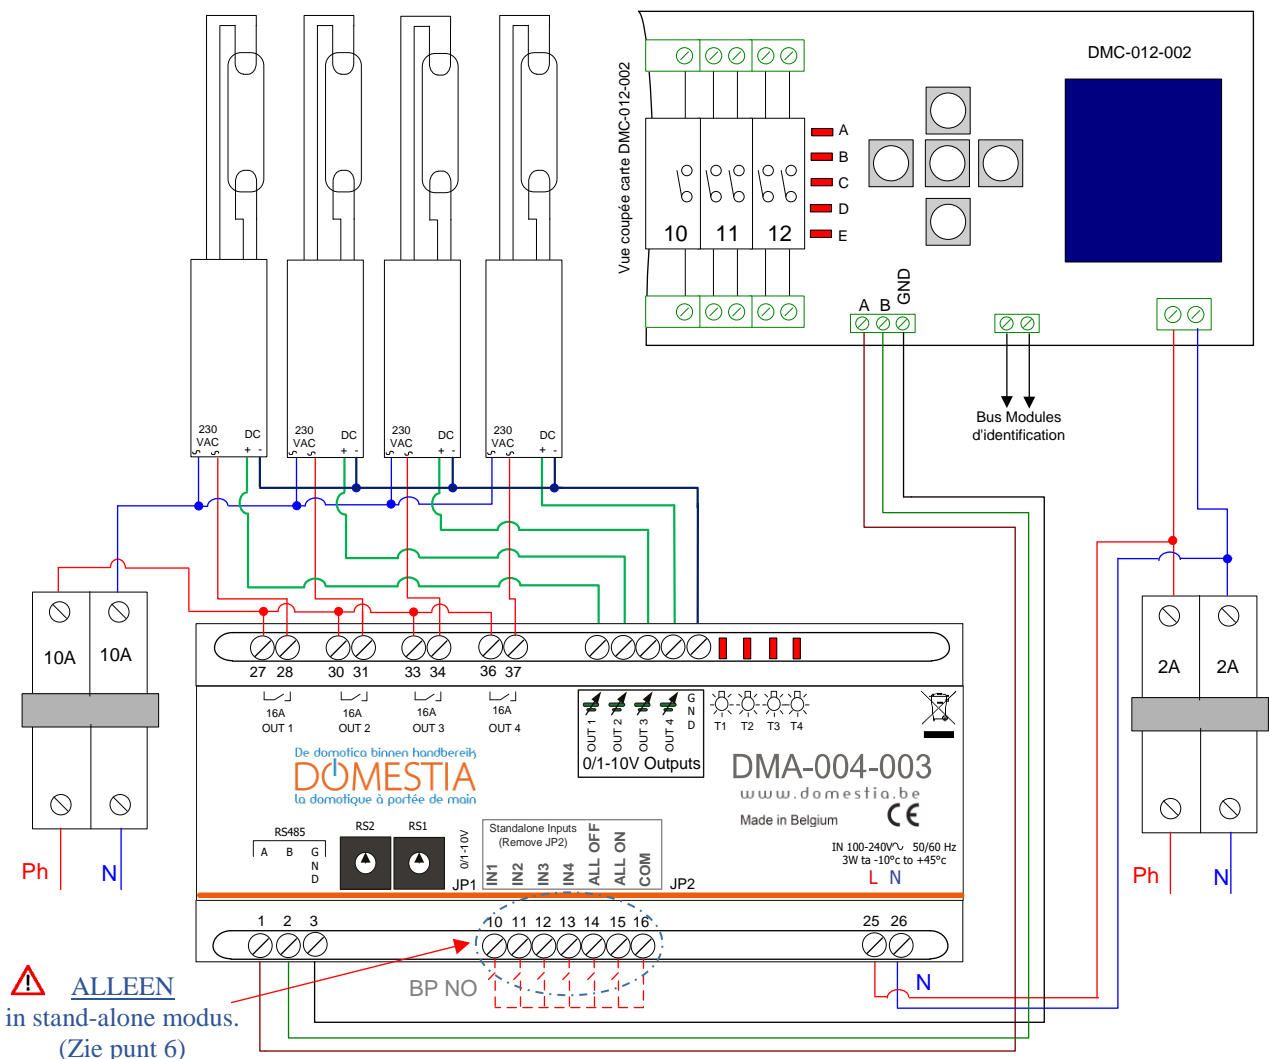 DMC-012-002
Vue coupée carte DMC-012-002
A
B
C
D
E
10 11 12
A B GND
Bus Modules
d'identification
230
VAC
DC
+ -
230
VAC
DC
+ -
230
VAC
DC
+ -
230
VAC
DC
+ -
10A 10A
2A 2A
27 28 30 31 33 34 36 37
16A
OUT 1
16A
OUT 2
16A
OUT 3
16A
OUT 4
OUT 1
OUT 2
OUT 3
OUT 4
GND
0/1-10V Outputs
T1 T2 T3 T4
De domotica binnen handbereik
DOMESTIA
la domotique à portée de main
DMA-004-003
www.domestia.be
Made in Belgium
CE
RS485
A B GND
RS2 RS1
0/1-10V
JP1
Standalone Inputs
(Remove JP2)
IN1
IN2
IN3
IN4
ALL OFF
ALL ON
COM
JP2
IN 100-240V~ 50/60 Hz
3W ta -10°c to +45°c
L N
Ph N
Ph N
1 2 3 10 11 12 13 14 15 16 25 26
BP NO
N
ALLEEN
in stand-alone modus.
(Zie punt 6)